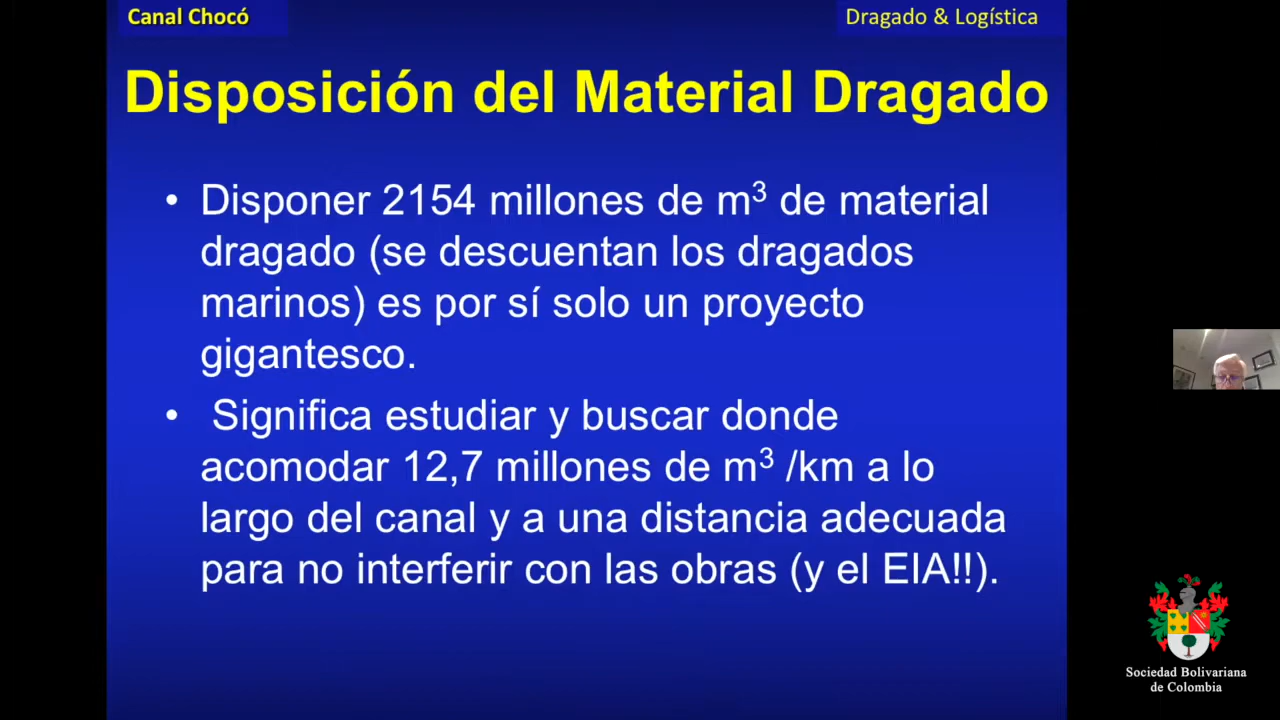 Canal Chocó
Dragado & Logística
Disposición del Material Dragado
• Disponer 2154 millones de m³ de material
dragado (se descuentan los dragados
marinos) es por sí solo un proyecto
gigantesco.
• Significa estudiar y buscar donde
acomodar 12,7 millones de m³ /km a lo
largo del canal y a una distancia adecuada
para no interferir con las obras (y el EIA!!).
Sociedad Bolivariana
de Colombia